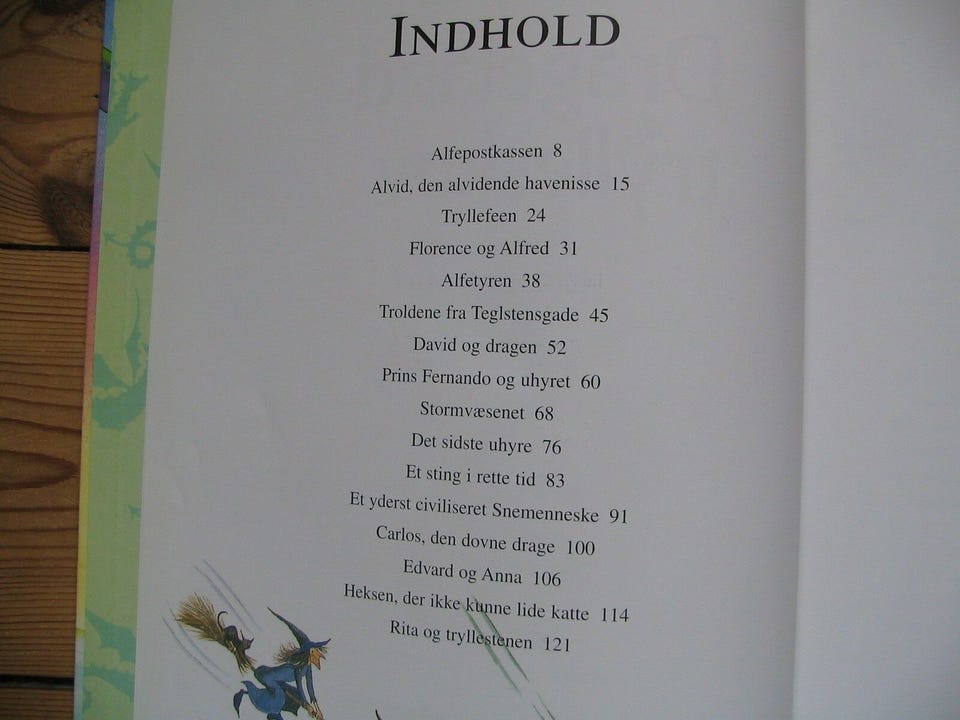 INDHOLD
Alfepostkassen 8
Alvid, den alvidende havenisse 15
Tryllefeen 24
Florence og Alfred 31
Alfetyren 38
Troldene fra Teglstensgade 45
David og dragen 52
Prins Fernando og uhyret 60
Stormvæsenet 68
Det sidste uhyre 76
Et sting i rette tid 83
Et yderst civiliseret Snemenneske 91
Carlos, den dovne drage 100
Edvard og Anna 106
Heksen, der ikke kunne lide katte 114
Rita og tryllestenen 121